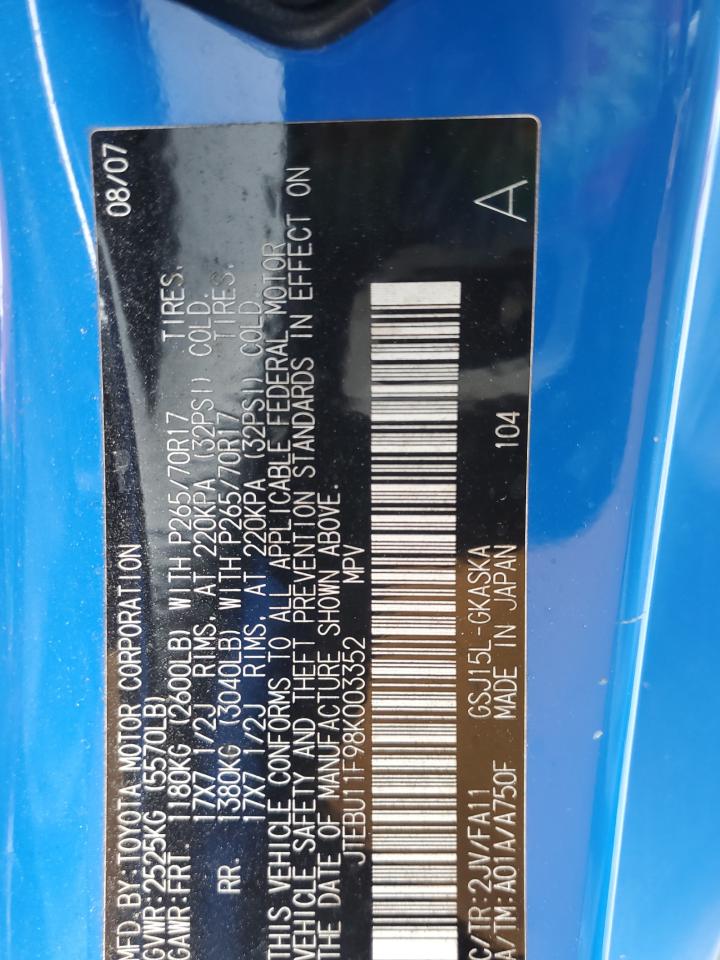 MFD.BY:TOYOTA MOTOR CORPORATION 08/07
GVWR:2525KG (5570LB)
GAWR:FRT. 1180KG (2600LB) WITH P265/70R17 TIRES.
17X7 1/2J RIMS, AT 220KPA (32PSI) COLD.
RR. 1380KG (3040LB) WITH P265/70R17 TIRES.
17X7 1/2J RIMS, AT 220KPA (32PSI) COLD.
THIS VEHICLE CONFORMS TO ALL APPLICABLE FEDERAL MOTOR
VEHICLE SAFETY AND THEFT PREVENTION STANDARDS IN EFFECT ON
THE DATE OF MANUFACTURE SHOWN ABOVE.
JTEBU11F98K003352 MPV
C/TR:2JV/FA11 GSJ15L-GKASKA 104 A
A/TM:A01A/A750F MADE IN JAPAN